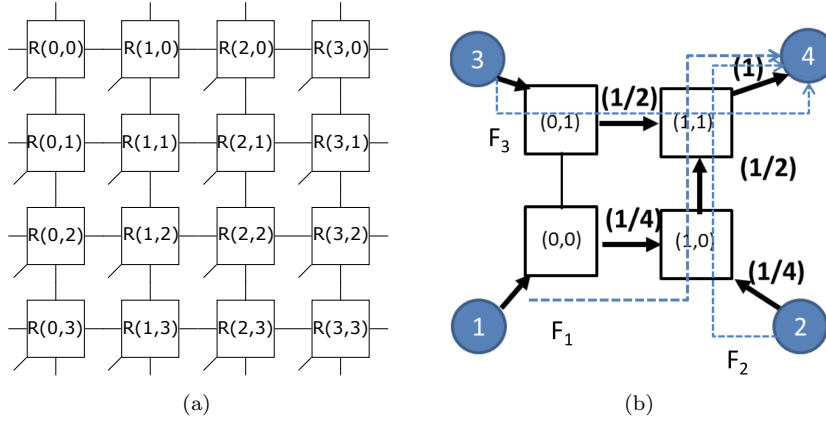 R(0,0) R(1,0) R(2,0) R(3,0)
R(0,1) R(1,1) R(2,1) R(3,1)
R(0,2) R(1,2) R(2,2) R(3,2)
R(0,3) R(1,3) R(2,3) R(3,3)
(a)
3 4
(1)
(1/2)
(0,1) (1,1)
F3
(1/2)
(1/4)
(0,0) (1,0)
(1/4)
1 2
F1
F2
(b)